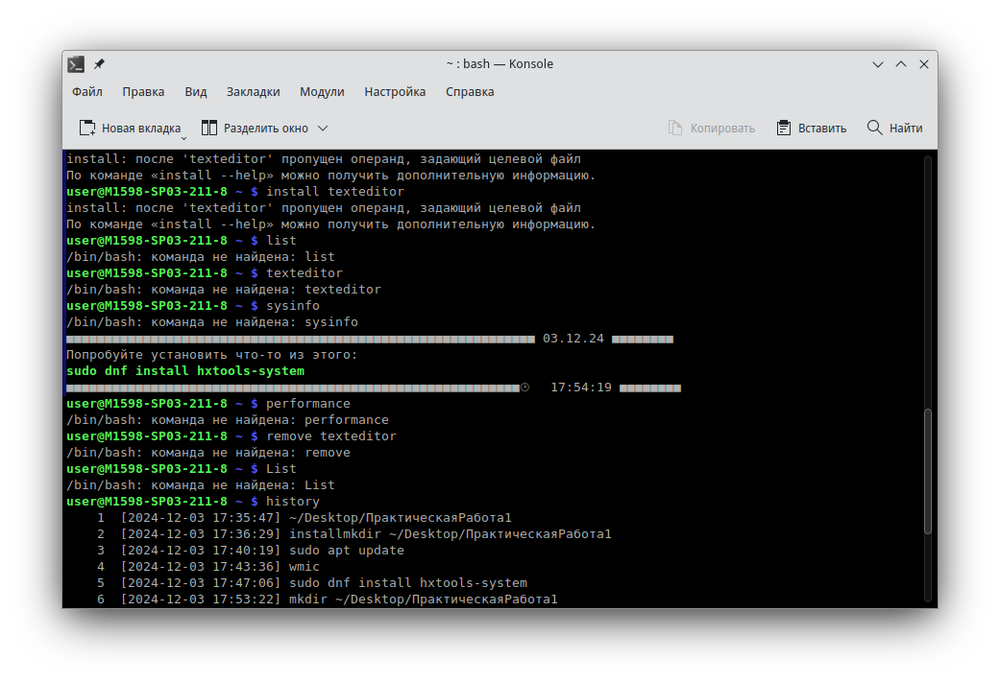 ~ : bash — Konsole
Файл Правка Вид Закладки Модули Настройка Справка
Новая вкладка Разделить окно Копировать Вставить Найти
install: после 'texteditor' пропущен операнд, задающий целевой файл
По команде «install --help» можно получить дополнительную информацию.
user@M1598-SP03-211-8 ~ $ install texteditor
install: после 'texteditor' пропущен операнд, задающий целевой файл
По команде «install --help» можно получить дополнительную информацию.
user@M1598-SP03-211-8 ~ $ list
/bin/bash: команда не найдена: list
user@M1598-SP03-211-8 ~ $ texteditor
/bin/bash: команда не найдена: texteditor
user@M1598-SP03-211-8 ~ $ sysinfo
/bin/bash: команда не найдена: sysinfo
03.12.24
Попробуйте установить что-то из этого:
sudo dnf install hxtools-system
17:54:19
user@M1598-SP03-211-8 ~ $ performance
/bin/bash: команда не найдена: performance
user@M1598-SP03-211-8 ~ $ remove texteditor
/bin/bash: команда не найдена: remove
user@M1598-SP03-211-8 ~ $ List
/bin/bash: команда не найдена: List
user@M1598-SP03-211-8 ~ $ history
1 [2024-12-03 17:35:47] ~/Desktop/ПрактическаяРабота1
2 [2024-12-03 17:36:29] installmkdir ~/Desktop/ПрактическаяРабота1
3 [2024-12-03 17:40:19] sudo apt update
4 [2024-12-03 17:43:36] wmic
5 [2024-12-03 17:47:06] sudo dnf install hxtools-system
6 [2024-12-03 17:53:22] mkdir ~/Desktop/ПрактическаяРабота1